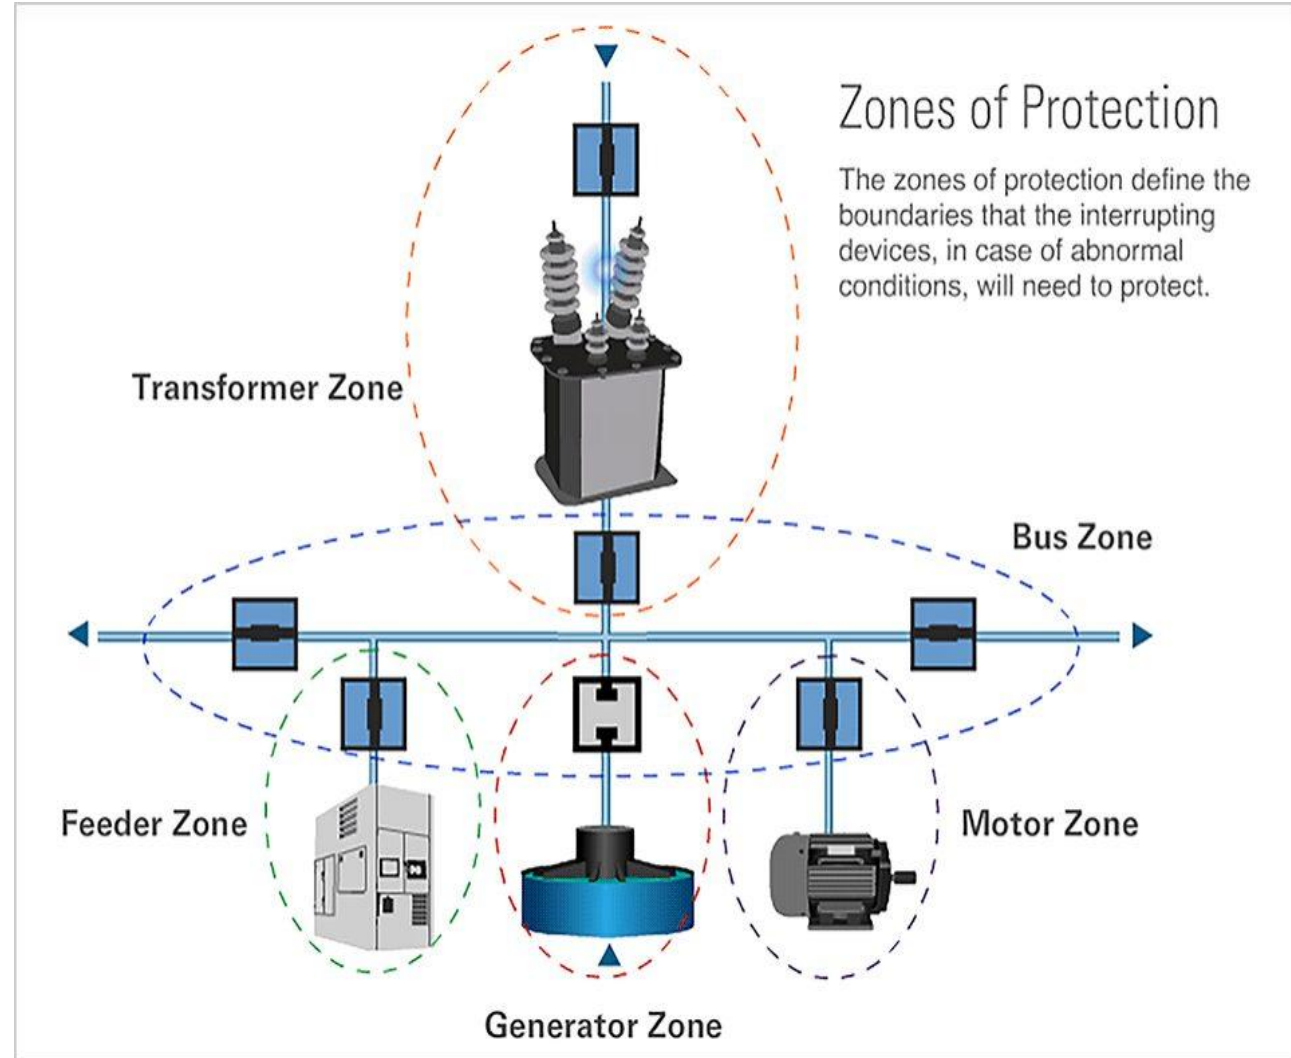 Zones of Protection
The zones of protection define the
boundaries that the interrupting
devices, in case of abnormal
conditions, will need to protect.
Transformer Zone
Bus Zone
Feeder Zone
Motor Zone
Generator Zone